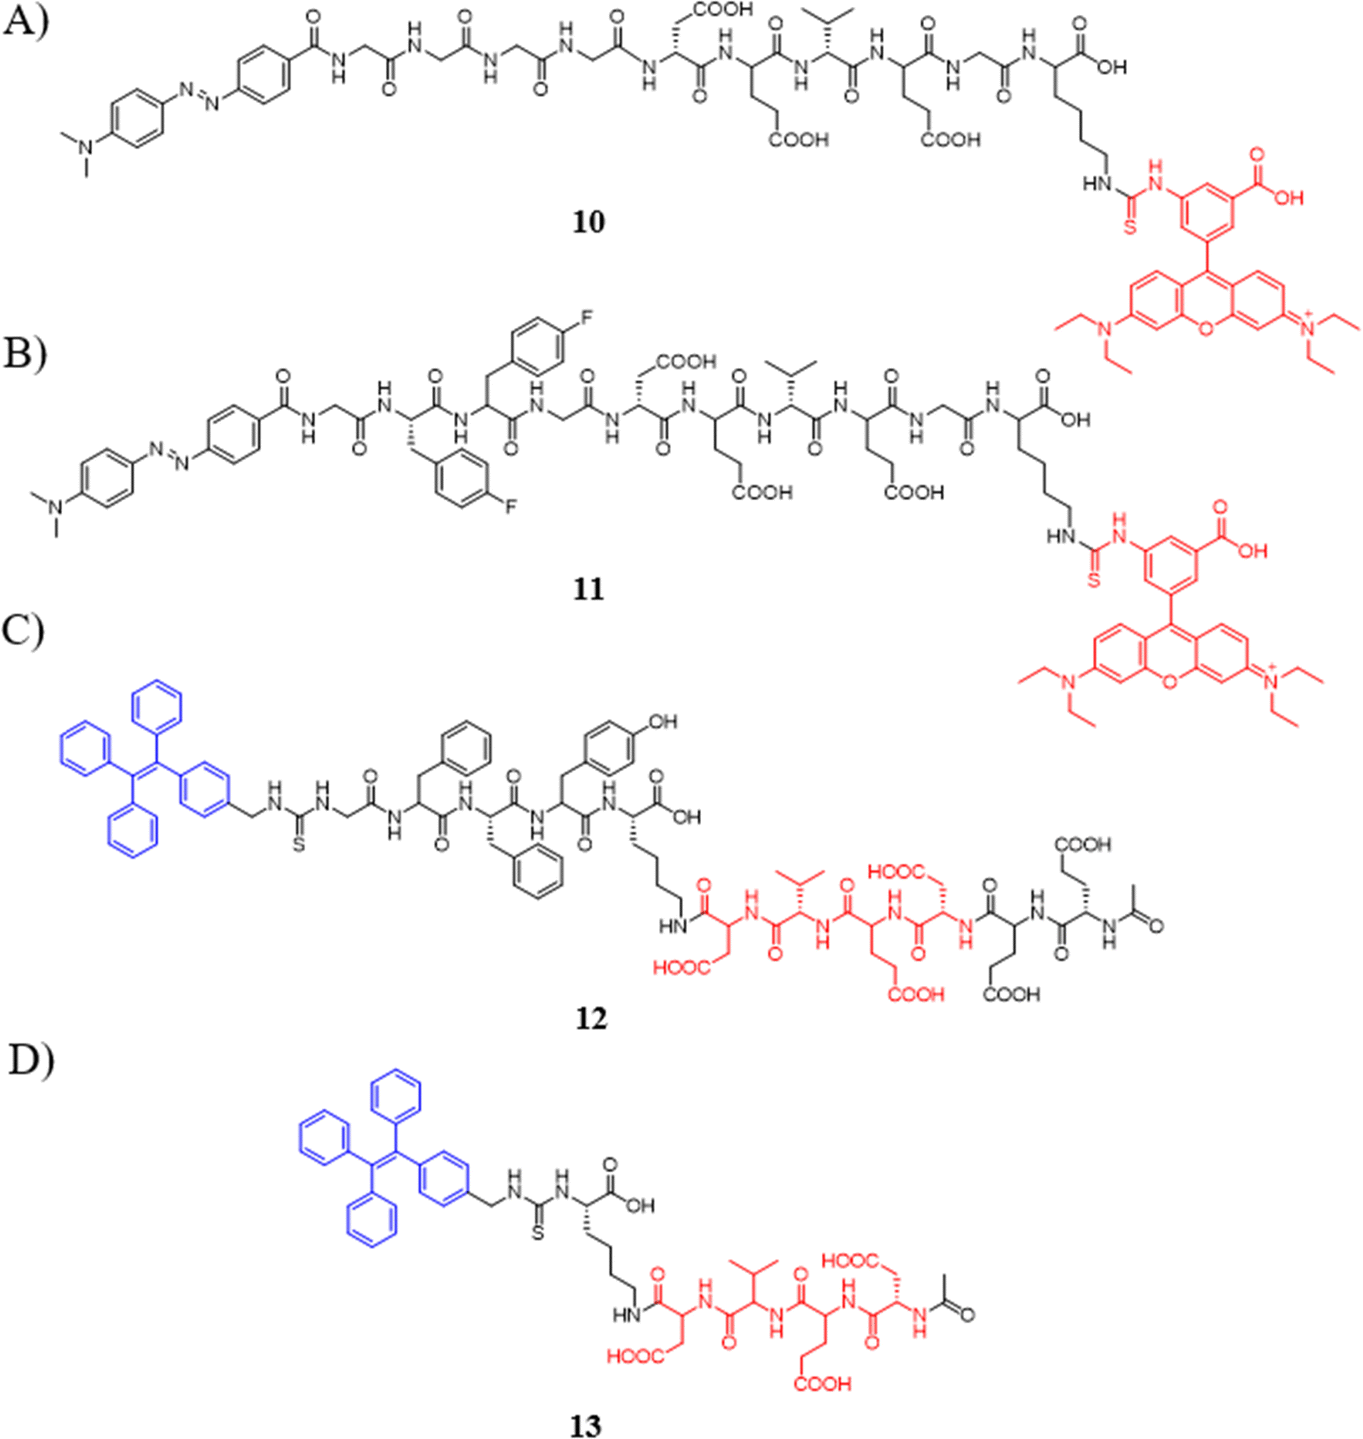 A)
O H N O H N O COOH H N O H N O H N O
N H O N H O N H O N H O N H O OH
N N COOH COOH
N HN H N O OH
S
10
N O N+
B)
F
O H N O H N O COOH H N O H N O H N O
N H O N H O N H O N H O N H O OH
N N F COOH COOH
N HN H N O OH
S
11
N O N+
C)
OH
H N H N O H N O H N O OH
S N H O N H O
COOH
HOOC
O H N O H N O H N
HN O N H O N H O N H O
HOOC COOH COOH
12
D)
H N H N O OH
S
HOOC
O H N O H N
HN O N H O N H O
HOOC COOH
13